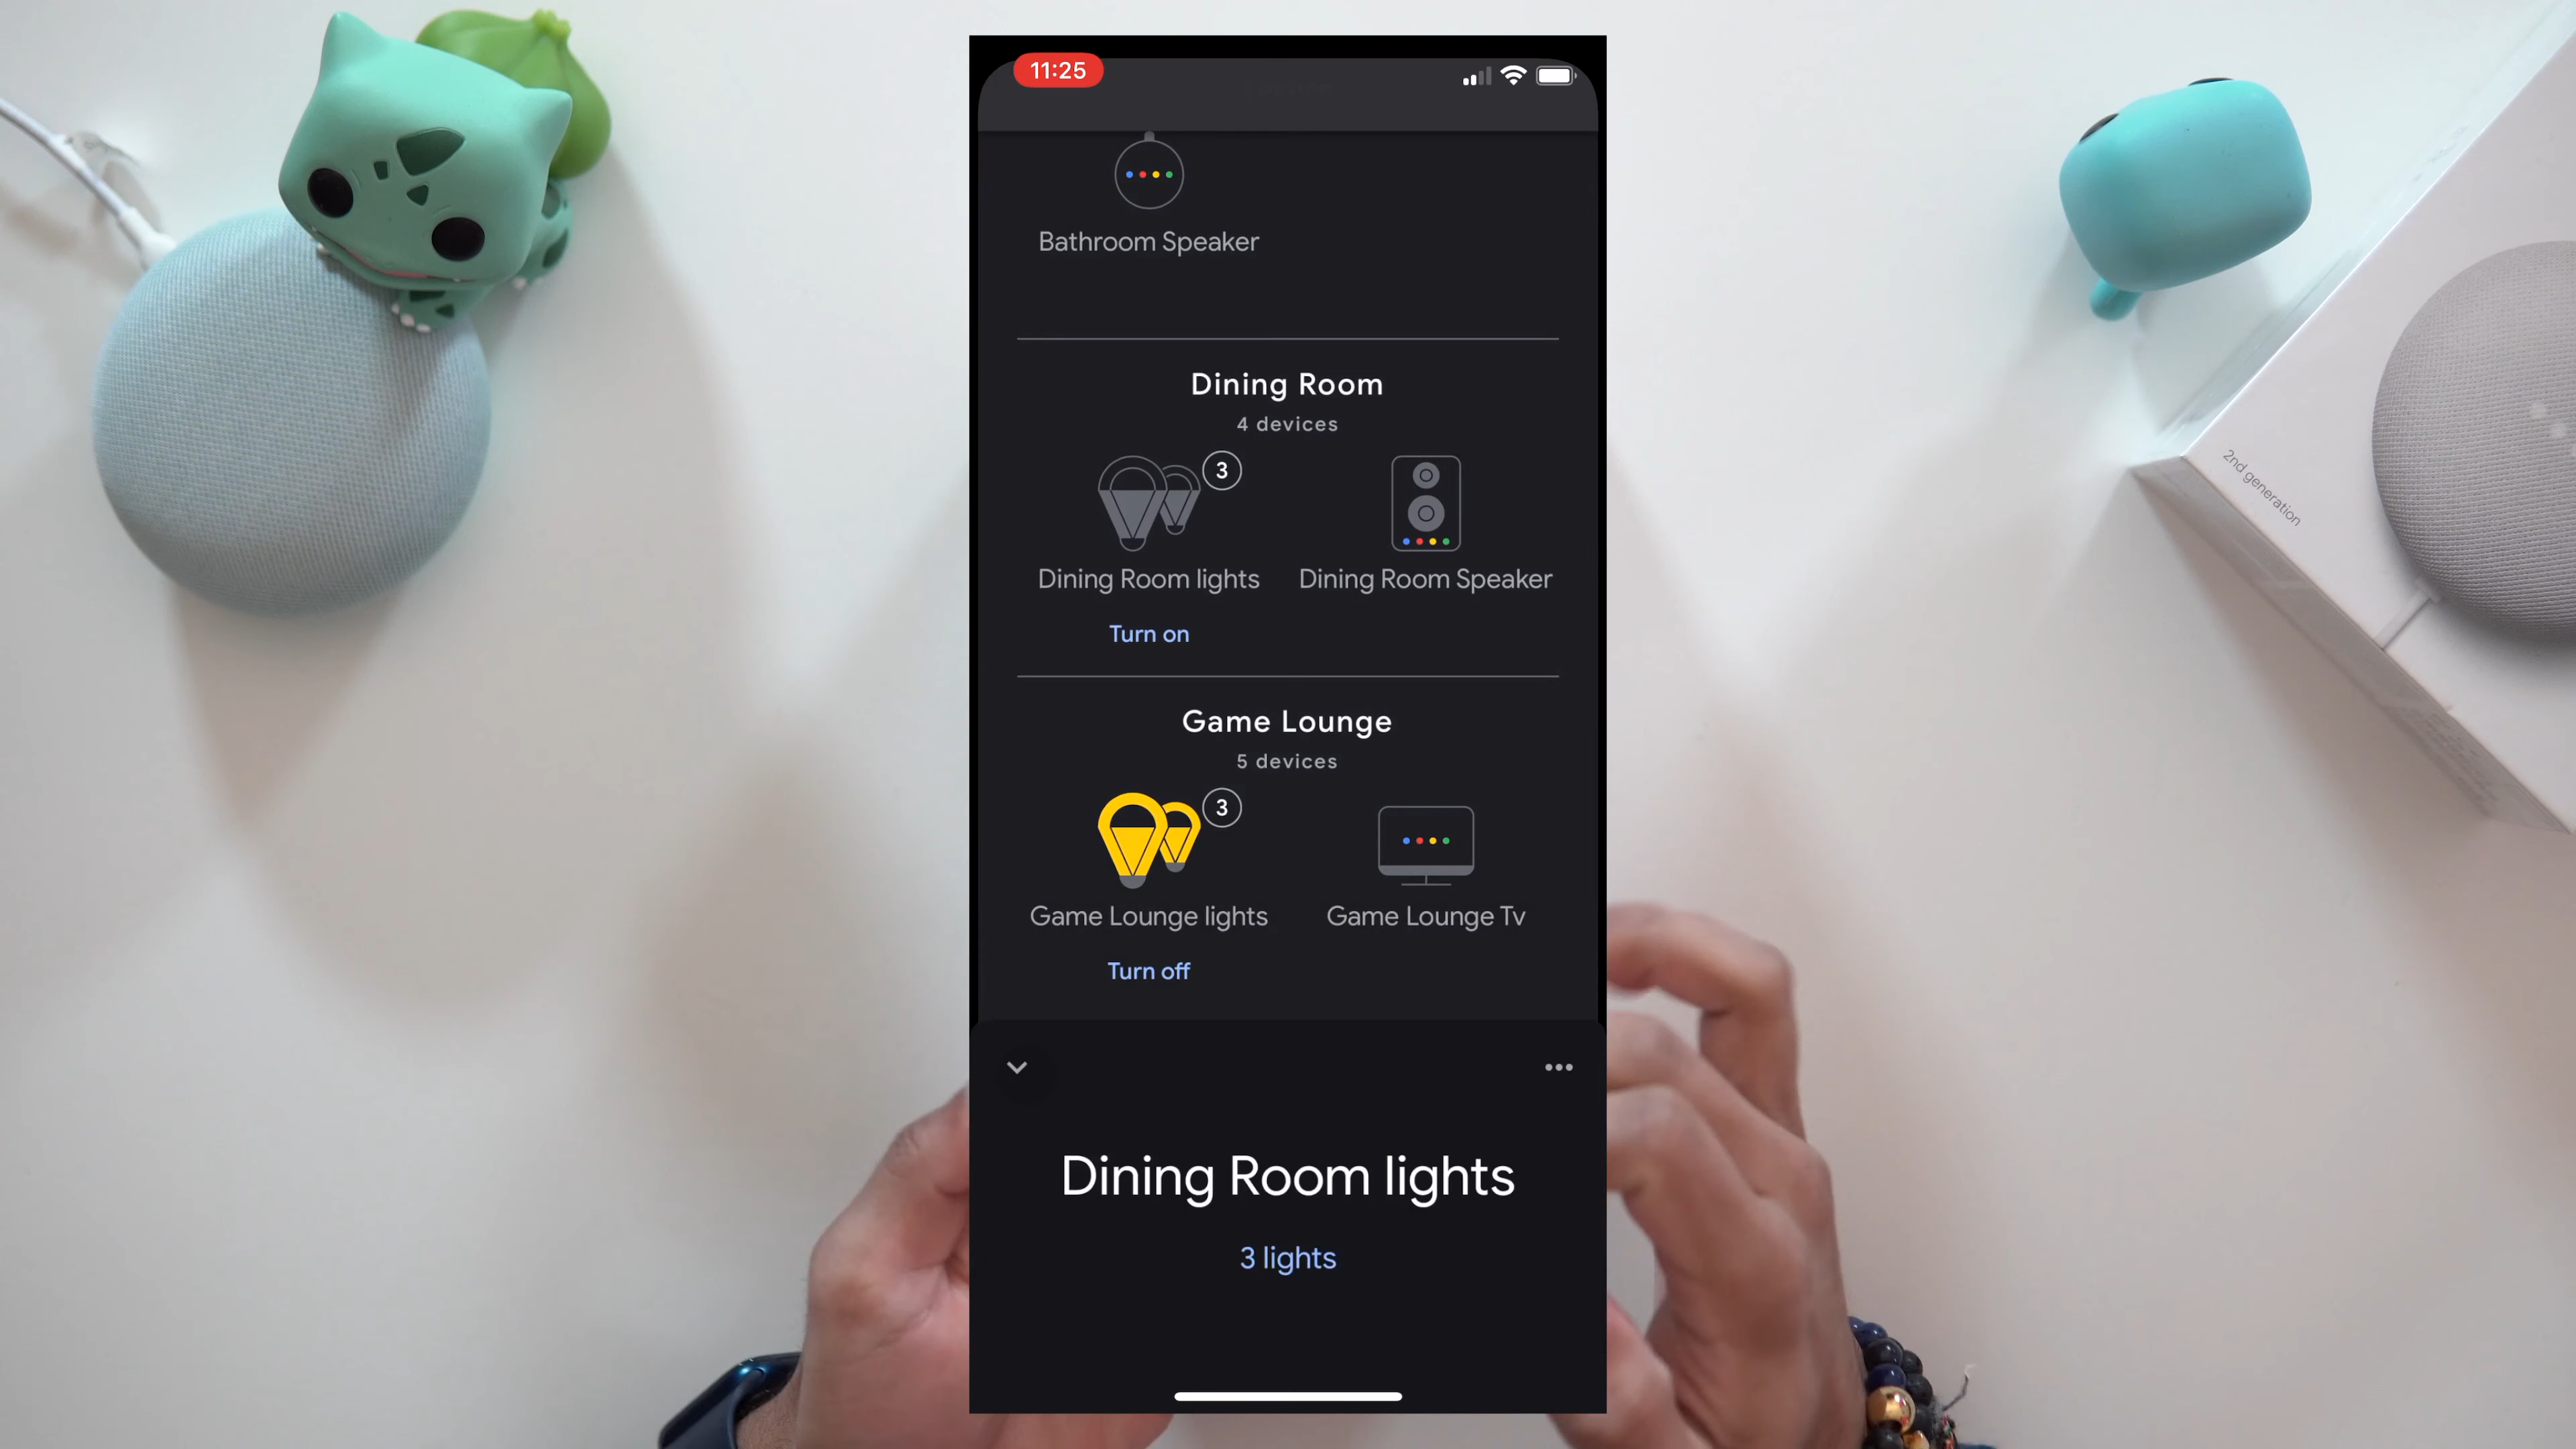 11:25
Bathroom Speaker
Dining Room
4 devices
3
Dining Room lights
Dining Room Speaker
Turn on
Game Lounge
5 devices
3
Game Lounge lights
Game Lounge Tv
Turn off
Dining Room lights
3 lights
2nd generation